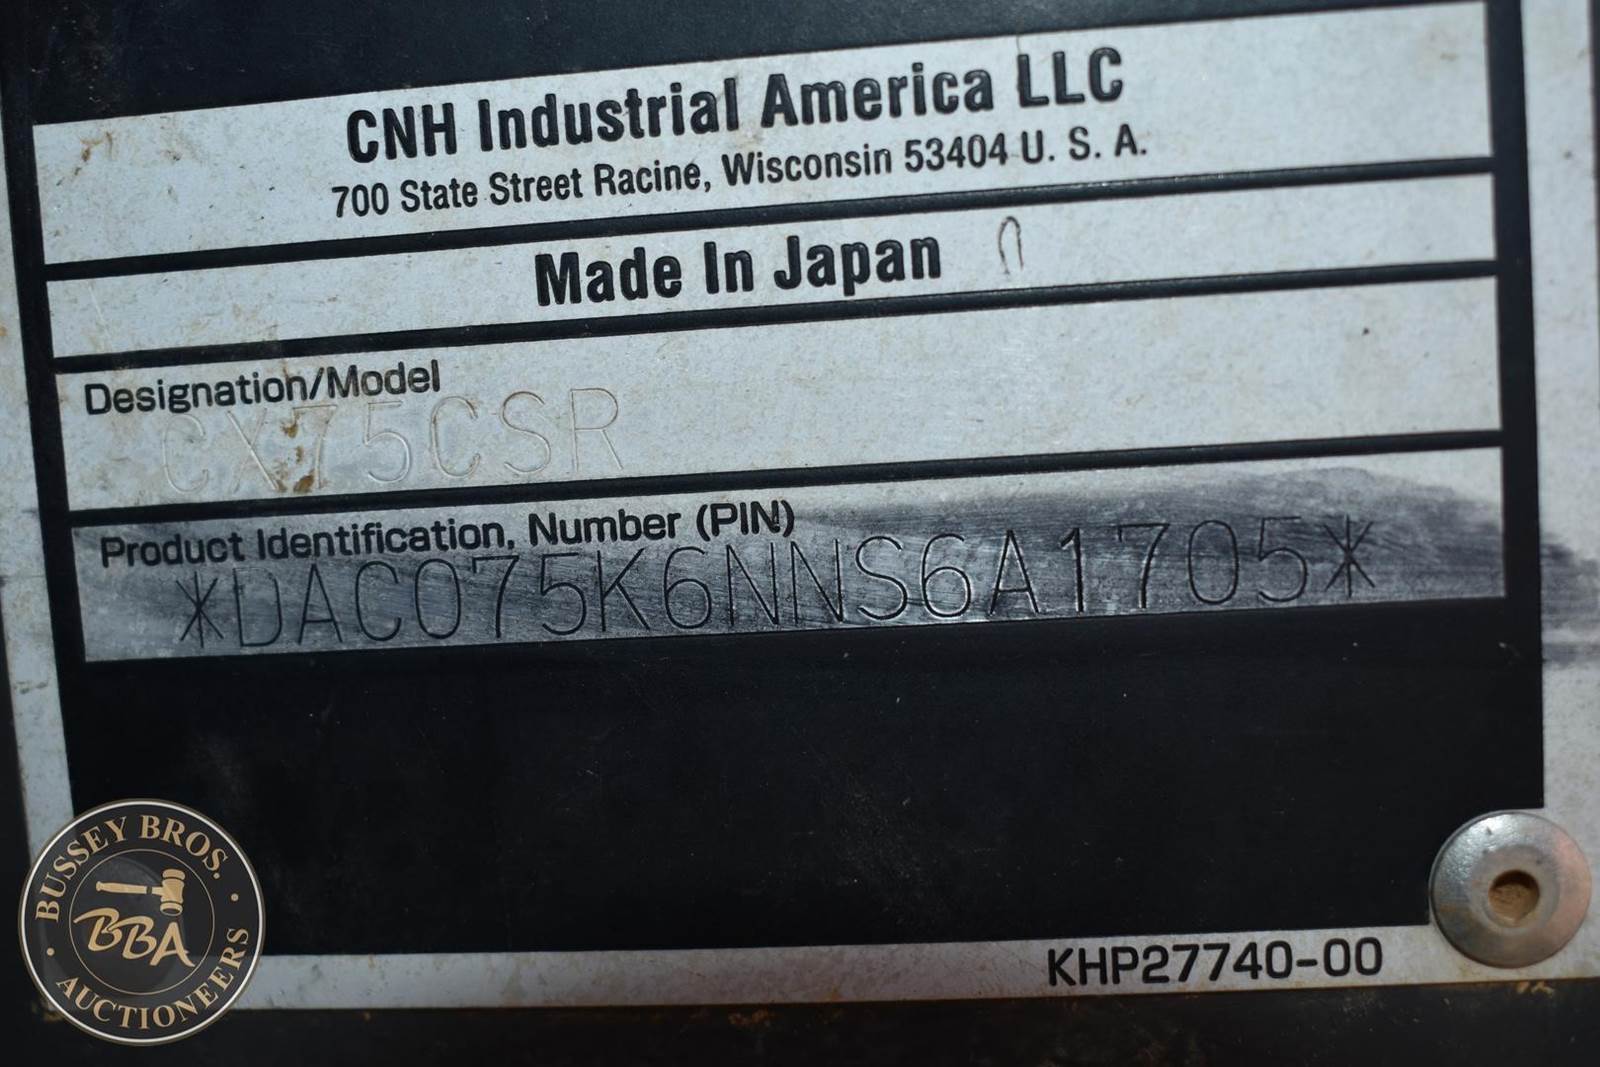 CNH Industrial America LLC
700 State Street Racine, Wisconsin 53404 U. S. A.
Made In Japan
Designation/Model
CX75CSR
Product Identification, Number (PIN)
*DAC075K6NNS6A1705*
KHP27740-00
BUSSEY BROS.
BBA
AUCTIONEERS